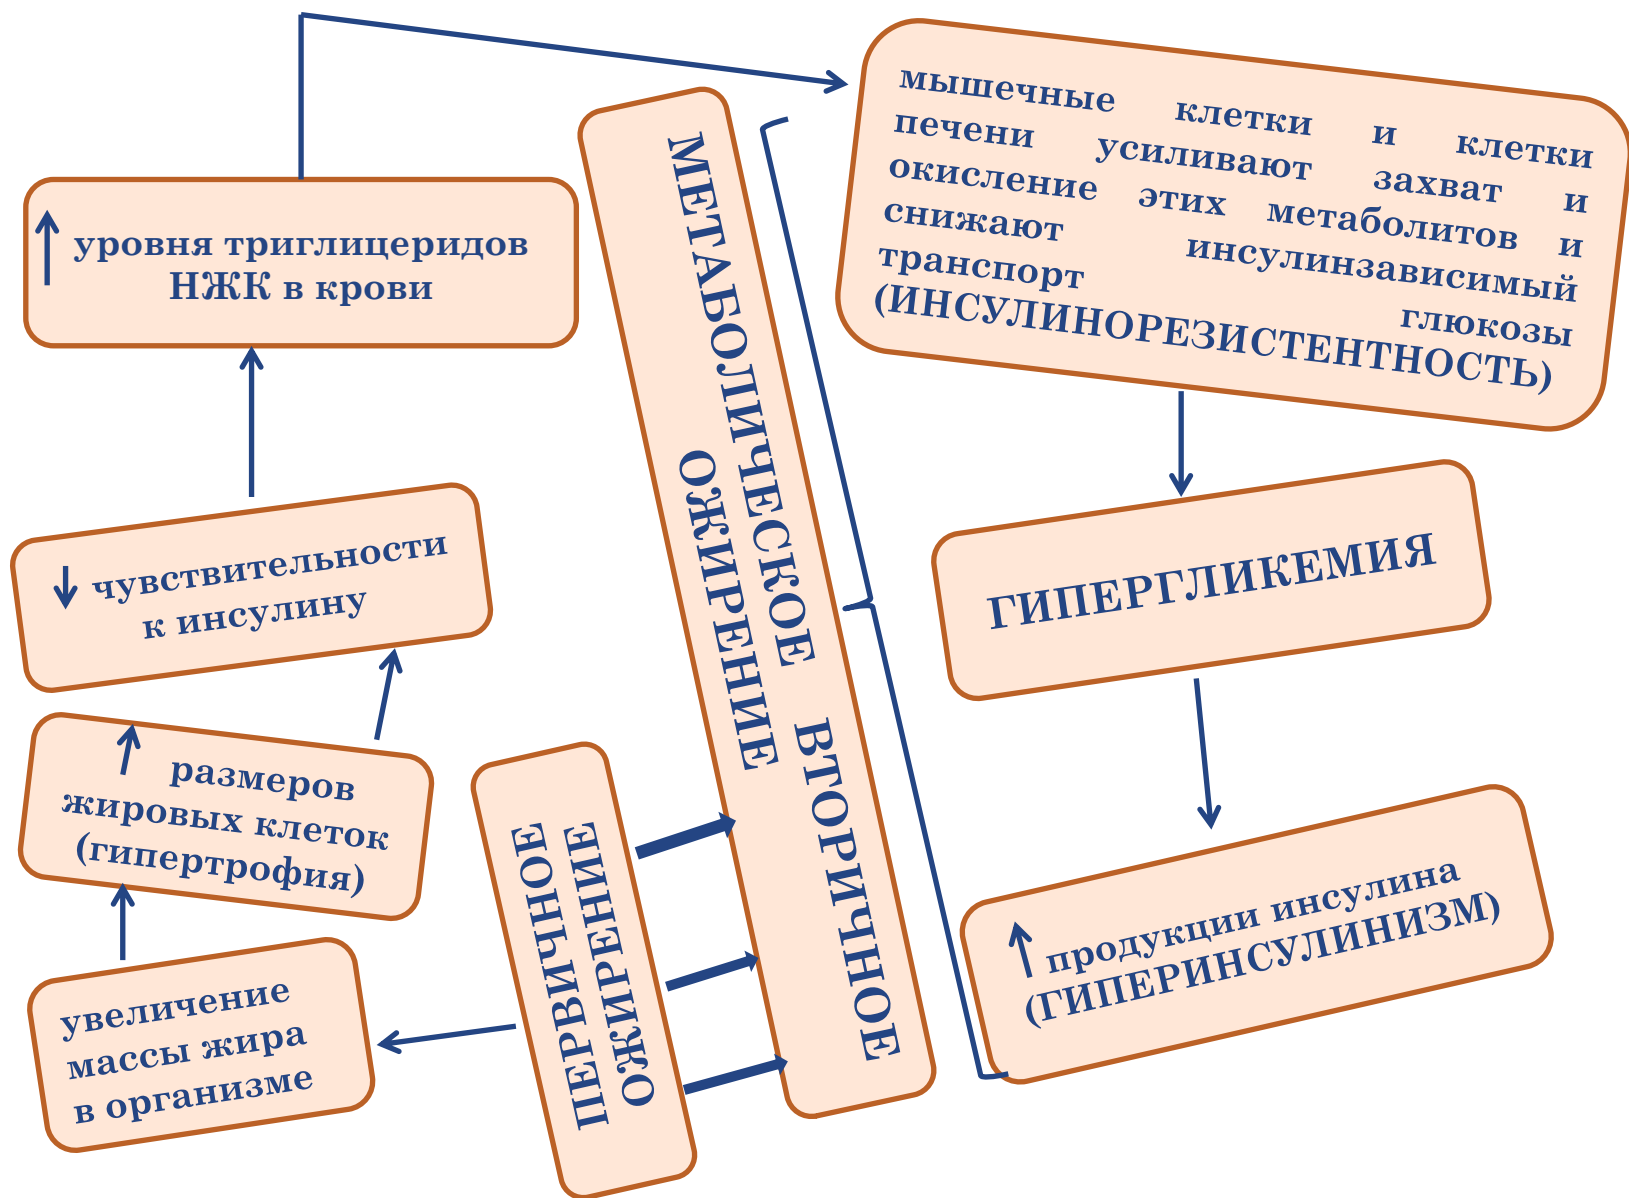 уровня триглицеридов
НЖК в крови
чувствительности
к инсулину
размеров
жировых клеток
(гипертрофия)
увеличение
массы жира
в организме
ПЕРВИЧНОЕ
ОЖИРЕНИЕ
МЕТАБОЛИЧЕСКОЕ ВТОРИЧНОЕ
ОЖИРЕНИЕ
мышечные клетки и клетки
печени усиливают захват и
окисление этих метаболитов и
снижают инсулинзависимый
транспорт глюкозы
(ИНСУЛИНОРЕЗИСТЕНТНОСТЬ)
ГИПЕРГЛИКЕМИЯ
продукции инсулина
(ГИПЕРИНСУЛИНИЗМ)